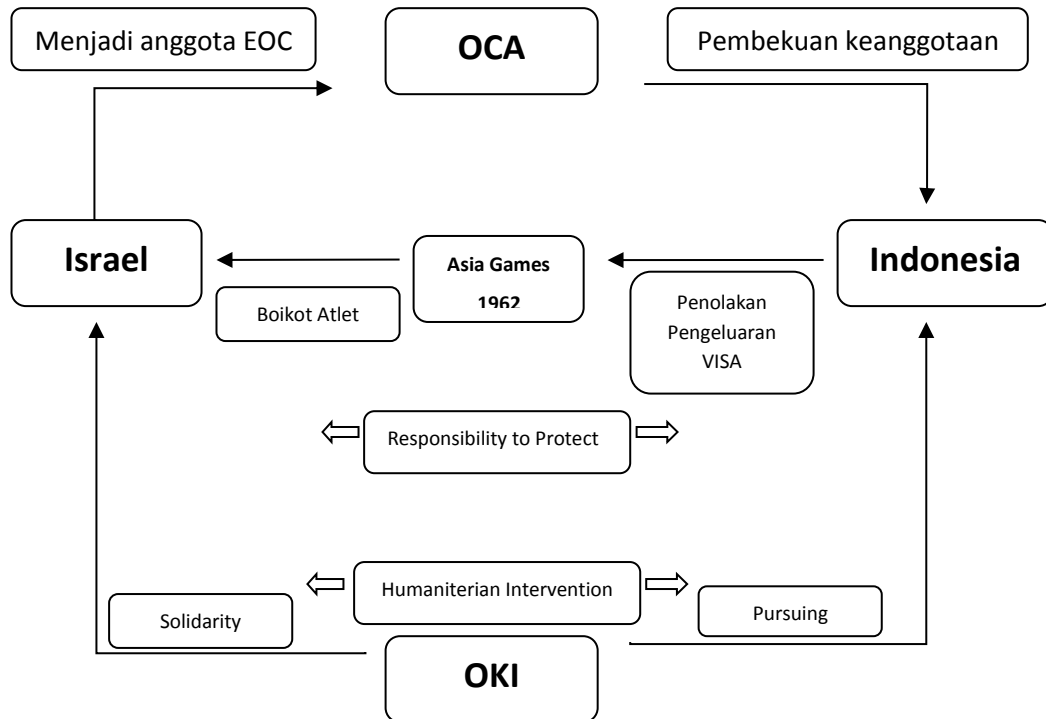 Menjadi anggota EOC
OCA
Pembekuan keanggotaan
Israel
Asia Games
1962
Indonesia
Boikot Atlet
Penolakan
Pengeluaran
VISA
Responsibility to Protect
Humaniterian Intervention
Solidarity
Pursuing
OKI